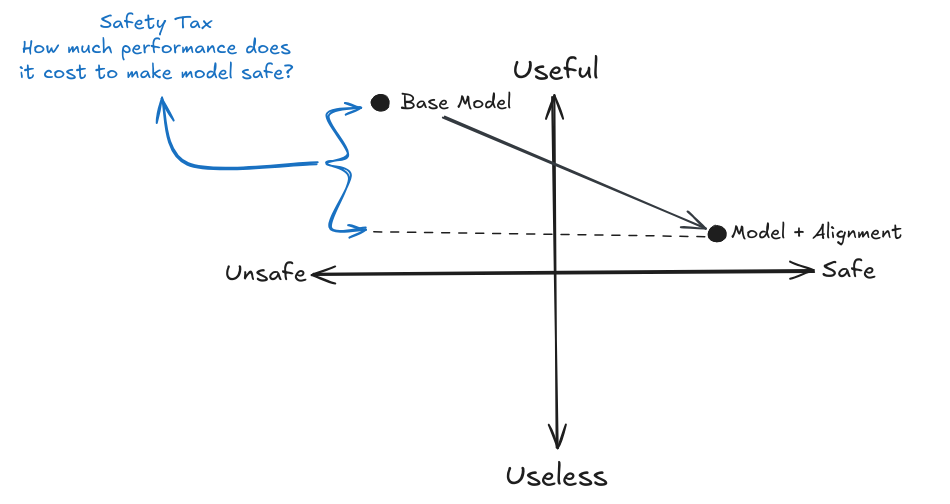 Safety Tax
How much performance does
it cost to make model safe?
Useful
Base Model
Model + Alignment
Unsafe
Safe
Useless